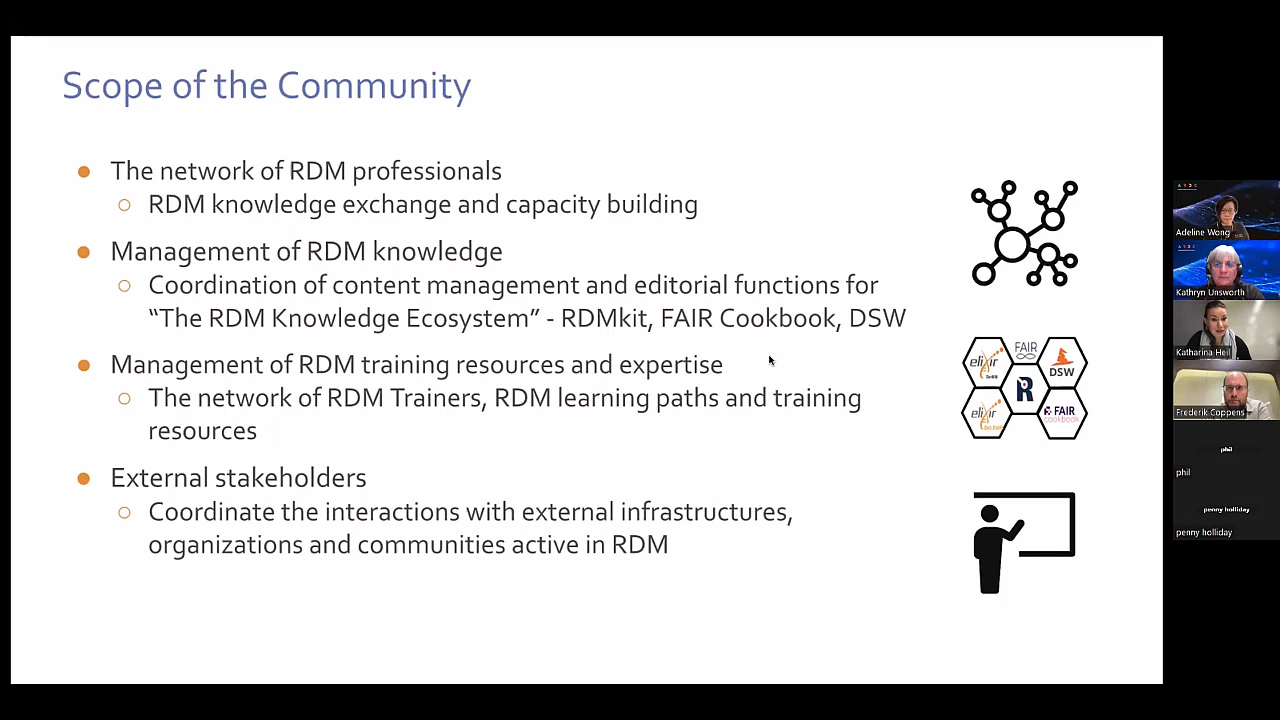 Scope of the Community
The network of RDM professionals
RDM knowledge exchange and capacity building
Management of RDM knowledge
Coordination of content management and editorial functions for
“The RDM Knowledge Ecosystem” - RDMkit, FAIR Cookbook, DSW
Management of RDM training resources and expertise
The network of RDM Trainers, RDM learning paths and training
resources
External stakeholders
Coordinate the interactions with external infrastructures,
organizations and communities active in RDM
elixir
FAIR
DSW
R
elixir
FAIR
cookbook
Adeline Wong
Kathryn Unsworth
Katharina Heil
Frederik Coppens
phil
phil
penny holliday
penny holliday